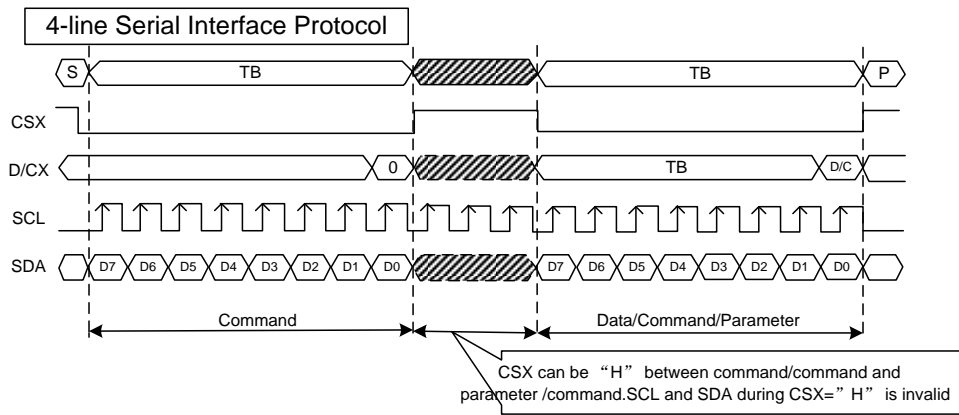 4-line Serial Interface Protocol
S TB TB P
CSX
D/CX 0 TB D/C
SCL
SDA D7 D6 D5 D4 D3 D2 D1 D0 D7 D6 D5 D4 D3 D2 D1 D0
Command Data/Command/Parameter
CSX can be “H” between command/command and
parameter /command.SCL and SDA during CSX=”H” is invalid